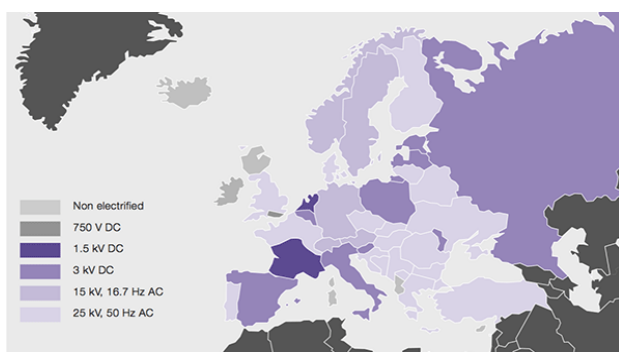 Non electrified
750 V DC
1.5 kV DC
3 kV DC
15 kV, 16.7 Hz AC
25 kV, 50 Hz AC